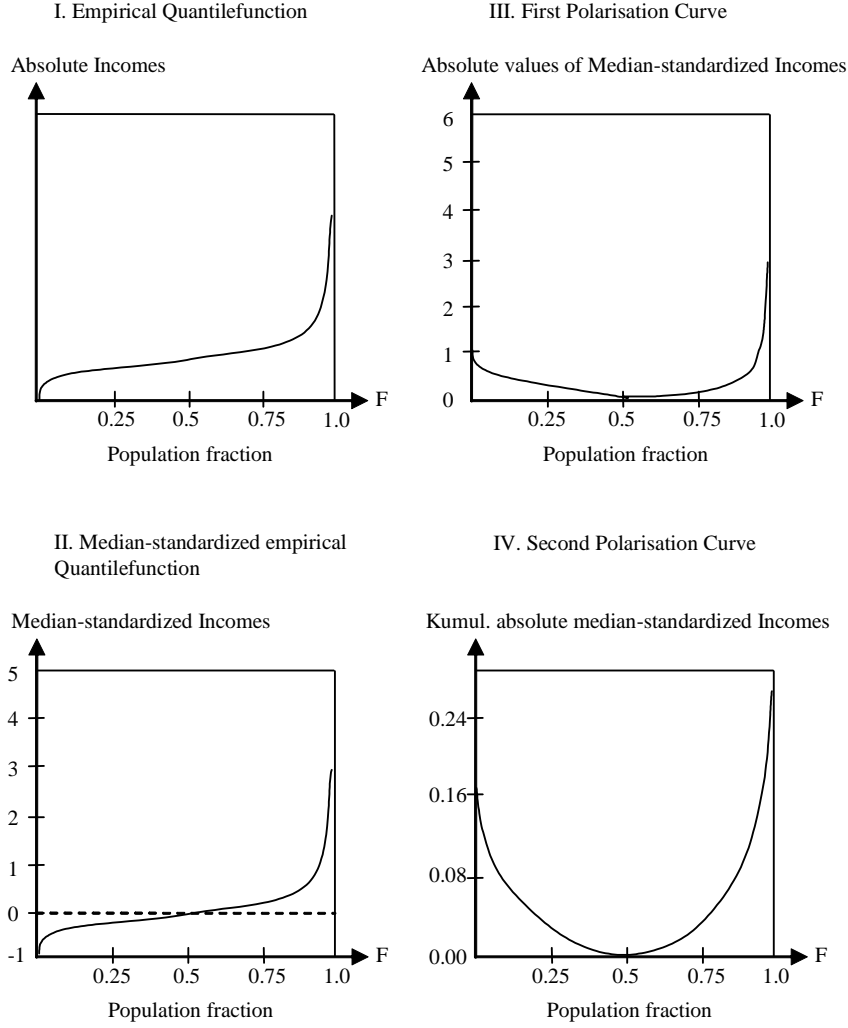 I. Empirical Quantilefunction
Absolute Incomes
F
0.25 0.5 0.75 1.0
Population fraction
III. First Polarisation Curve
Absolute values of Median-standardized Incomes
6
5
4
3
2
1
0
F
0.25 0.5 0.75 1.0
Population fraction
II. Median-standardized empirical
Quantilefunction
Median-standardized Incomes
5
4
3
2
1
0
-1
F
0.25 0.5 0.75 1.0
Population fraction
IV. Second Polarisation Curve
Kumul. absolute median-standardized Incomes
0.24
0.16
0.08
0.00
F
0.25 0.5 0.75 1.0
Population fraction